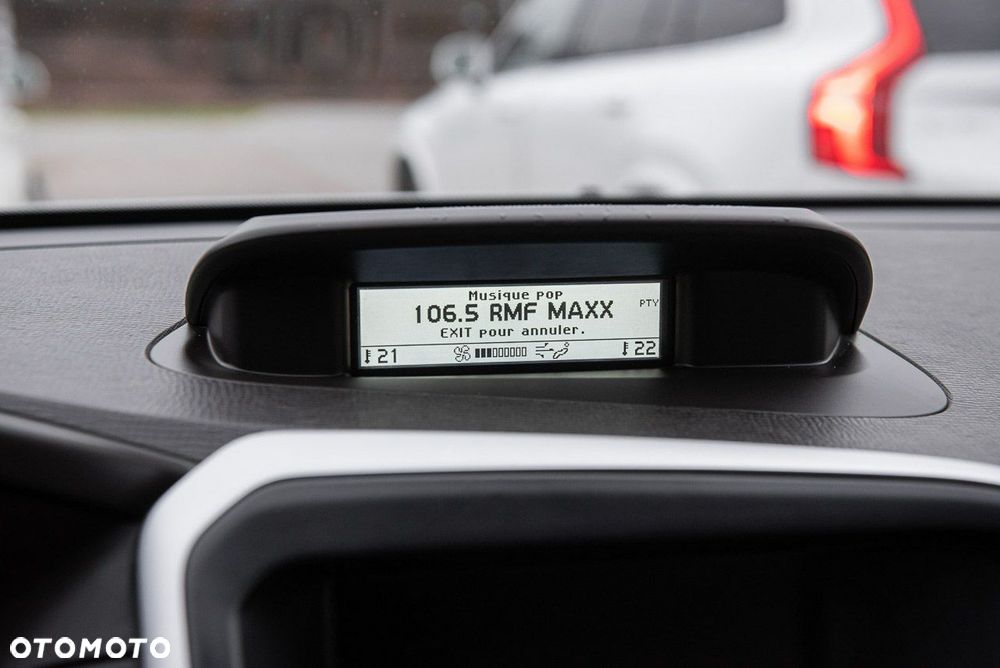 Musique pop
106.5 RMF MAXX
PTY
EXIT pour annuler.
21
22
OTOMOTO